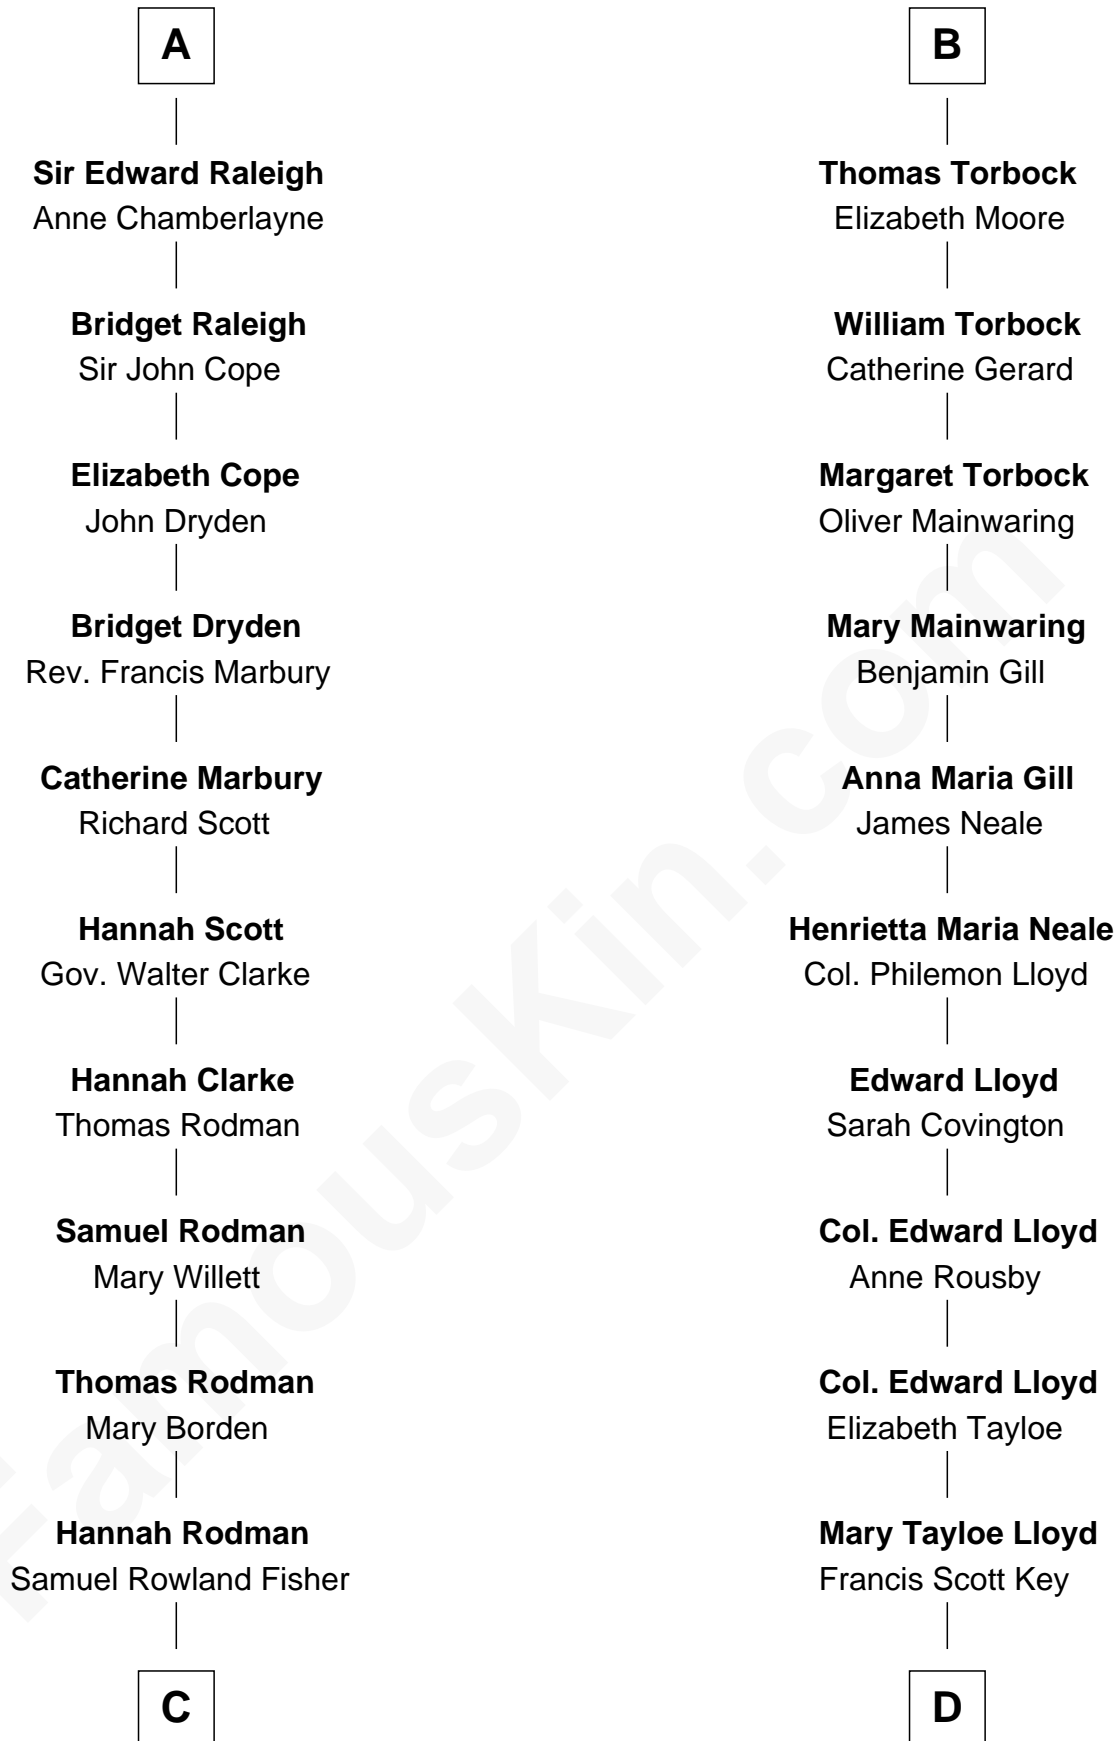 A
Sir Edward Raleigh
Anne Chamberlayne
Bridget Raleigh
Sir John Cope
Elizabeth Cope
John Dryden
Bridget Dryden
Rev. Francis Marbury
Catherine Marbury
Richard Scott
Hannah Scott
Gov. Walter Clarke
Hannah Clarke
Thomas Rodman
Samuel Rodman
Mary Willett
Thomas Rodman
Mary Borden
Hannah Rodman
Samuel Rowland Fisher
C
B
Thomas Torbock
Elizabeth Moore
William Torbock
Catherine Gerard
Margaret Torbock
Oliver Mainwaring
Mary Mainwaring
Benjamin Gill
Anna Maria Gill
James Neale
Henrietta Maria Neale
Col. Philemon Lloyd
Edward Lloyd
Sarah Covington
Col. Edward Lloyd
Anne Rousby
Col. Edward Lloyd
Elizabeth Tayloe
Mary Tayloe Lloyd
Francis Scott Key
D
FamousKin.com